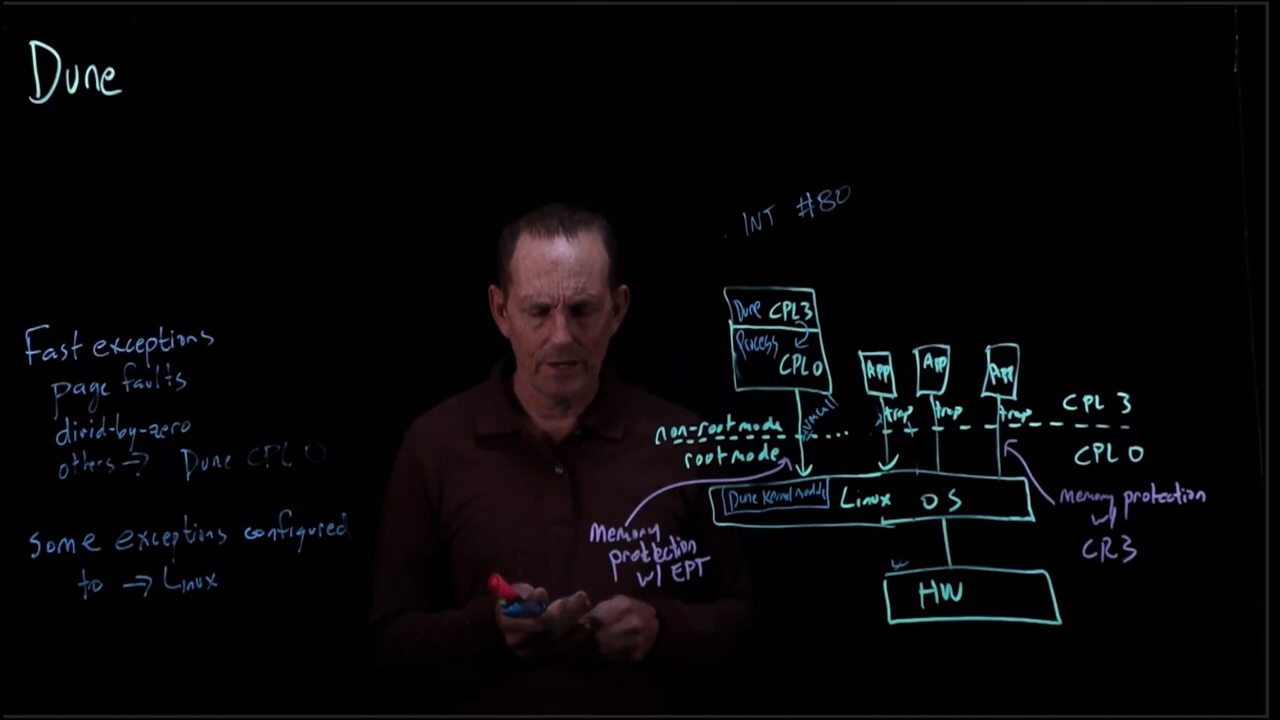 Dune
INT #80
Fast exceptions
page faults
divid-by-zero
others → Dune CPL 0
Some exceptions configured
to → Linux
Dune CPL3
Process
CPL0
App
App
App
vmcall
trap
trap
trap
CPL 3
non-root mode
root mode
CPL 0
Dune Kernel module
Linux OS
Memory
protection
w/ EPT
Memory protection
w/
CR3
HW